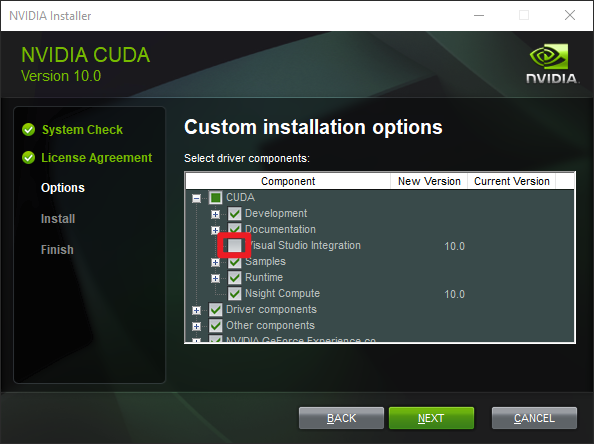 NVIDIA Installer
NVIDIA CUDA
Version 10.0
NVIDIA.
System Check
License Agreement
Options
Install
Finish
Custom installation options
Select driver components:
Component New Version Current Version
CUDA
Development
Documentation
Visual Studio Integration 10.0
Samples
Runtime
Nsight Compute 10.0
Driver components
Other components
NVIDIA GeForce Experience co
BACK NEXT CANCEL